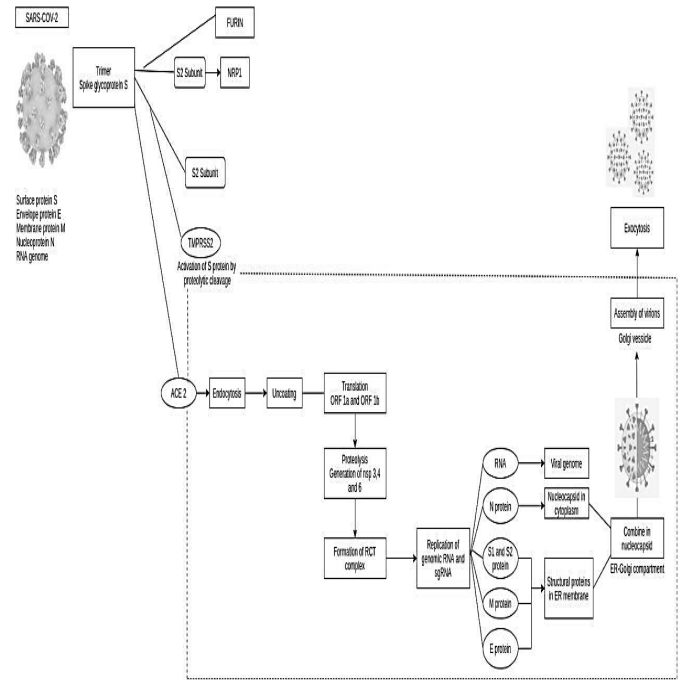 SARS-COV-2
FURIN
Trimer
Spike glycoprotein S
S2 Subunit
NRP1
S2 Subunit
Surface protein S
Envelope protein E
Membrane protein M
Nucleoprotein N
RNA genome
TMPRSS2
Activation of S protein by
proteolytic cleavage
Exocytosis
Assembly of virions
Golgi vessicle
ACE 2
Endocytosis
Uncoating
Translation
ORF 1a and ORF 1b
Proteolysis
Generation of nsp 3,4
and 6
Formation of RCT
complex
Replication of
genomic RNA and
sgRNA
RNA
Viral genome
N protein
Nucleocapsid in
cytoplasm
S1 and S2
protein
Structural proteins
in ER membrane
M protein
E protein
Combine in
nucleocapsid
ER-Golgi compartment